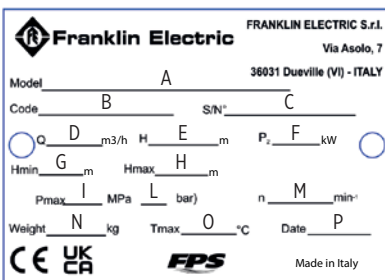 Franklin Electric
FRANKLIN ELECTRIC S.r.l.
Via Asolo, 7
36031 Dueville (VI) - ITALY
Model A
Code B S/N° C
Q D m3/h H E m P₂ F kW
Hmin G m Hmax H m
Pmax I MPa L bar) n M min⁻¹
Weight N kg Tmax O °C Date P
CE UK CA FPS Made in Italy